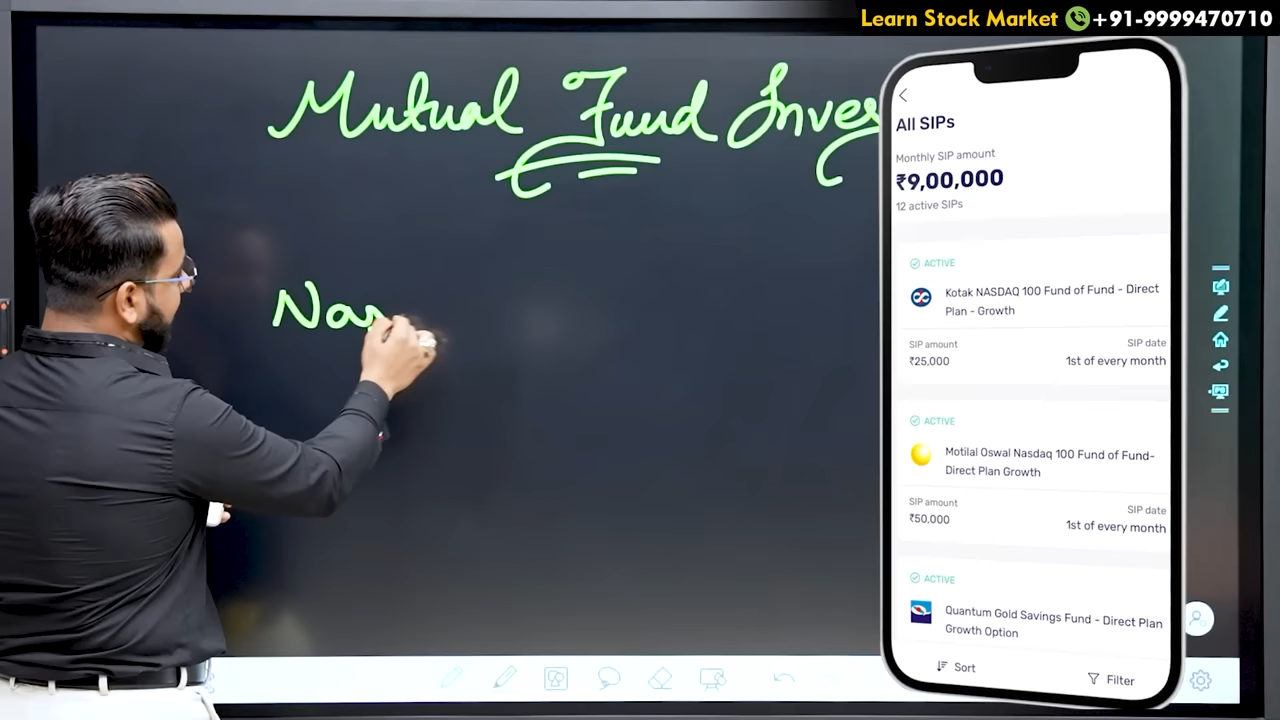 Learn Stock Market +91-9999470710
Mutual Fund Inves
Nas
All SIPs
Monthly SIP amount
₹9,00,000
12 active SIPs
ACTIVE
Kotak NASDAQ 100 Fund of Fund - Direct
Plan - Growth
SIP amount SIP date
₹25,000 1st of every month
ACTIVE
Motilal Oswal Nasdaq 100 Fund of Fund-
Direct Plan Growth
SIP amount SIP date
₹50,000 1st of every month
ACTIVE
Quantum Gold Savings Fund - Direct Plan
Growth Option
Sort Filter